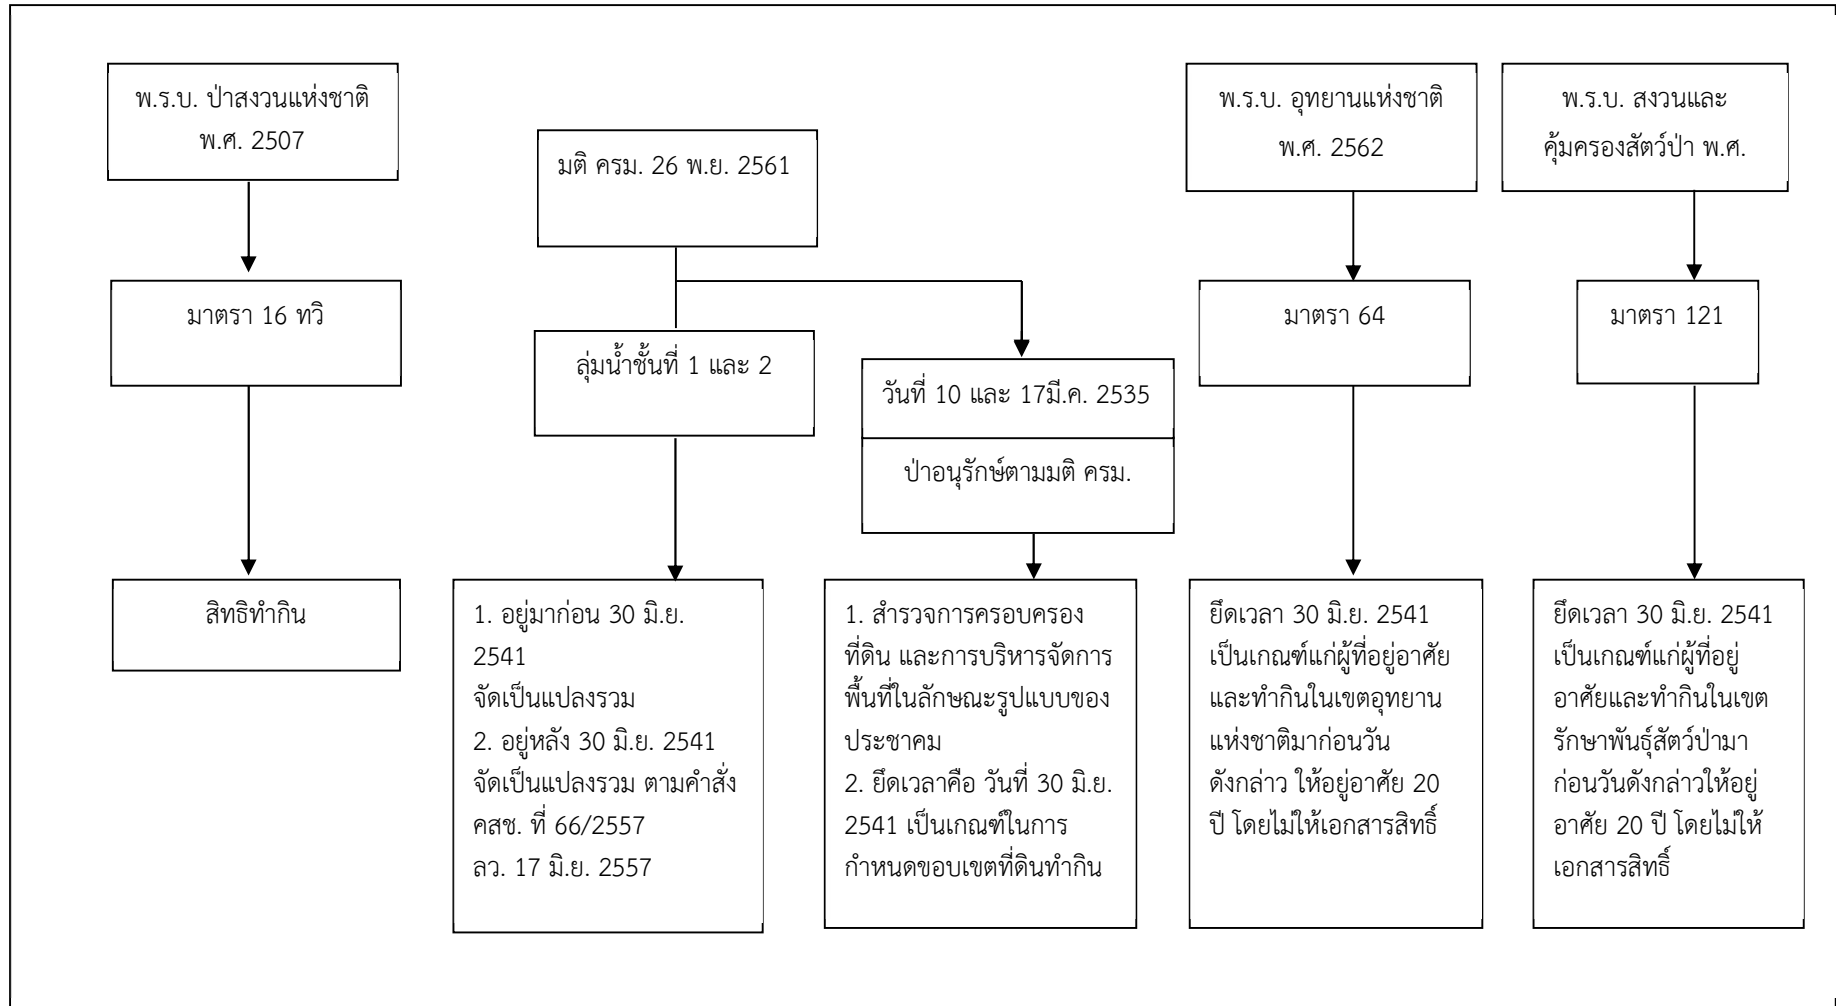 พ.ร.บ. ป่าสงวนแห่งชาติ
พ.ศ. 2507
มาตรา 16 ทวิ
สิทธิทำกิน
มติ ครม. 26 พ.ย. 2561
ลุ่มน้ำชั้นที่ 1 และ 2
1. อยู่มาก่อน 30 มิ.ย.
2541
จัดเป็นแปลงรวม
2. อยู่หลัง 30 มิ.ย. 2541
จัดเป็นแปลงรวม ตามคำสั่ง
คสช. ที่ 66/2557
ลว. 17 มิ.ย. 2557
วันที่ 10 และ 17มี.ค. 2535
ป่าอนุรักษ์ตามมติ ครม.
1. สำรวจการครอบครอง
ที่ดิน และการบริหารจัดการ
พื้นที่ในลักษณะรูปแบบของ
ประชาคม
2. ยึดเวลาคือ วันที่ 30 มิ.ย.
2541 เป็นเกณฑ์ในการ
กำหนดขอบเขตที่ดินทำกิน
พ.ร.บ. อุทยานแห่งชาติ
พ.ศ. 2562
มาตรา 64
ยึดเวลา 30 มิ.ย. 2541
เป็นเกณฑ์แก่ผู้ที่อยู่อาศัย
และทำกินในเขตอุทยาน
แห่งชาติมาก่อนวัน
ดังกล่าว ให้อยู่อาศัย 20
ปี โดยไม่ให้เอกสารสิทธิ์
พ.ร.บ. สงวนและ
คุ้มครองสัตว์ป่า พ.ศ.
มาตรา 121
ยึดเวลา 30 มิ.ย. 2541
เป็นเกณฑ์แก่ผู้ที่อยู่
อาศัยและทำกินในเขต
รักษาพันธุ์สัตว์ป่ามา
ก่อนวันดังกล่าวให้อยู่
อาศัย 20 ปี โดยไม่ให้
เอกสารสิทธิ์